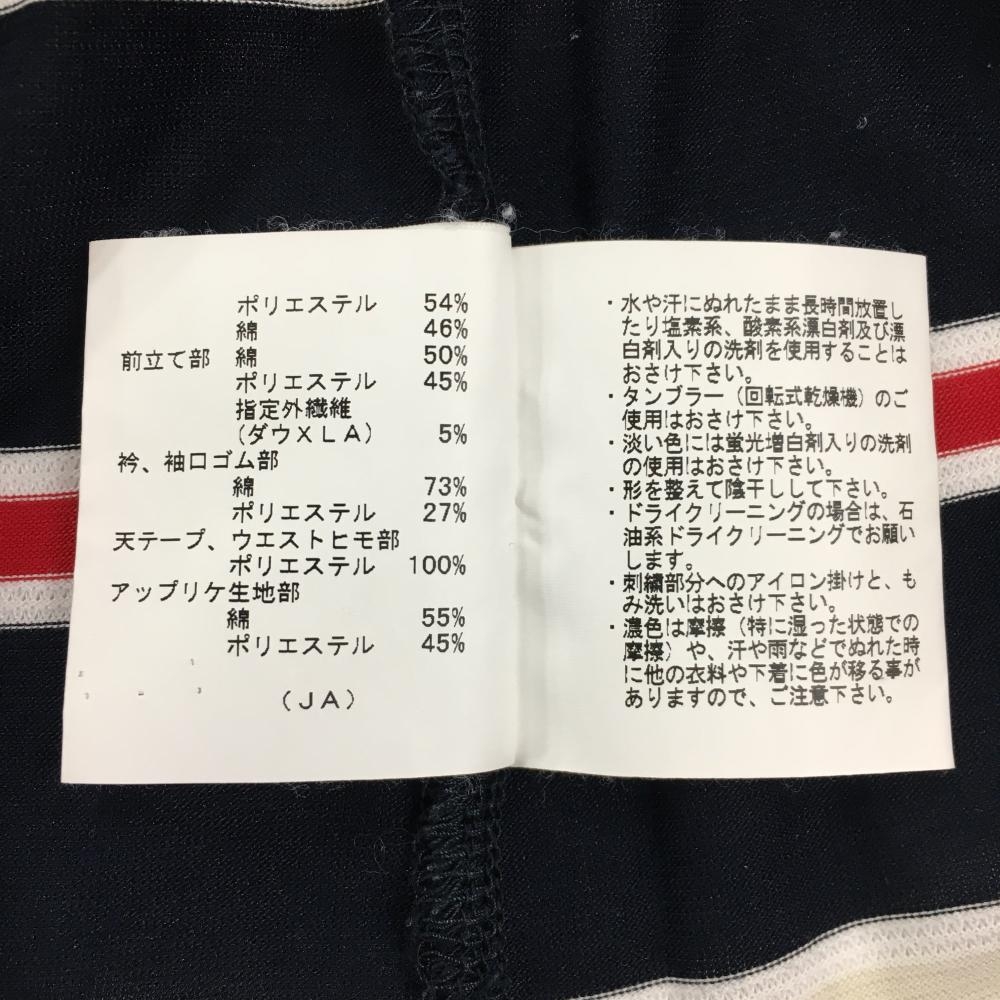 ポリエステル 54%
綿 46%
前立て部 綿 50%
ポリエステル 45%
指定外繊維
(ダウXLA) 5%
衿、袖口ゴム部
綿 73%
ポリエステル 27%
天テープ、ウエストヒモ部
ポリエステル 100%
アップリケ生地部
綿 55%
ポリエステル 45%
(JA)
・水や汗にぬれたまま長時間放置し
たり塩素系、酸素系漂白剤及び漂
白剤入りの洗剤を使用することは
おさけ下さい。
・タンブラー(回転式乾燥機)のご
使用はおさけ下さい。
・淡い色には蛍光増白剤入りの洗剤
の使用はおさけ下さい。
・形を整えて陰干しして下さい。
・ドライクリーニングの場合は、石
油系ドライクリーニングでお願い
します。
・刺繍部分へのアイロン掛けと、も
み洗いはおさけ下さい。
・濃色は摩擦(特に湿った状態での
摩擦)や、汗や雨などでぬれた時
に他の衣料や下着に色が移る事が
ありますので、ご注意下さい。